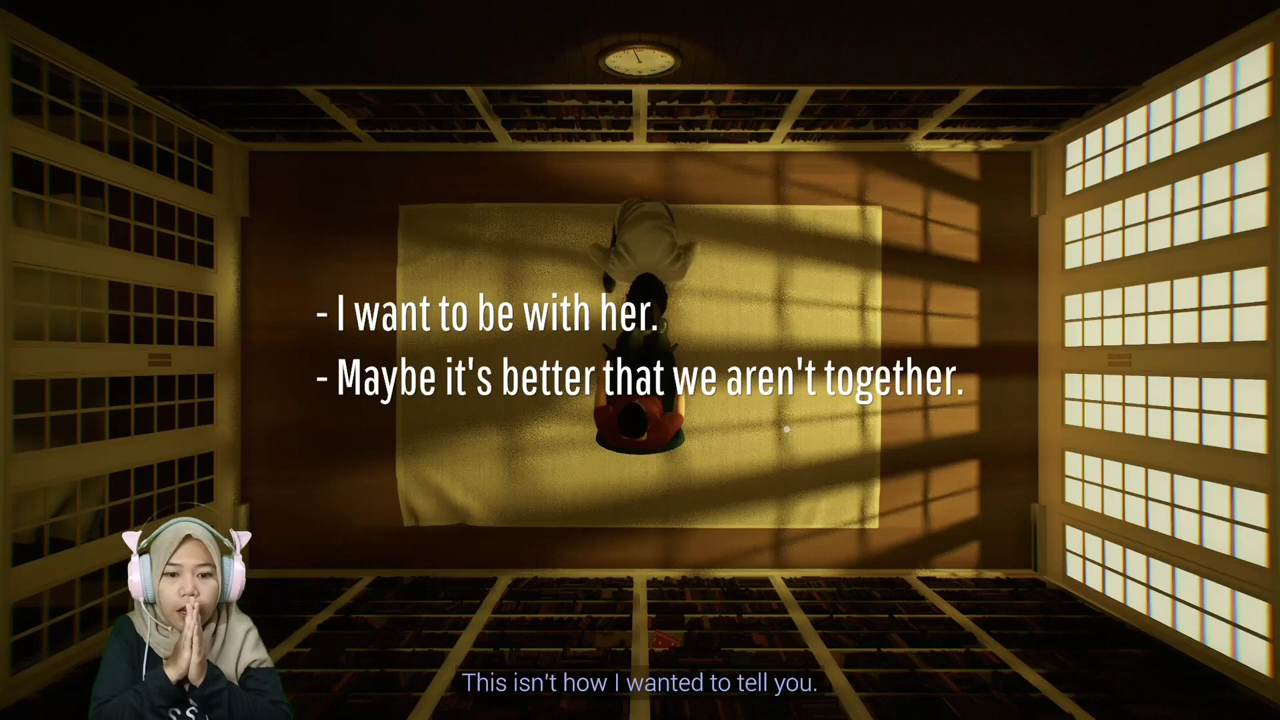 - I want to be with her.
- Maybe it's better that we aren't together.
This isn't how I wanted to tell you.